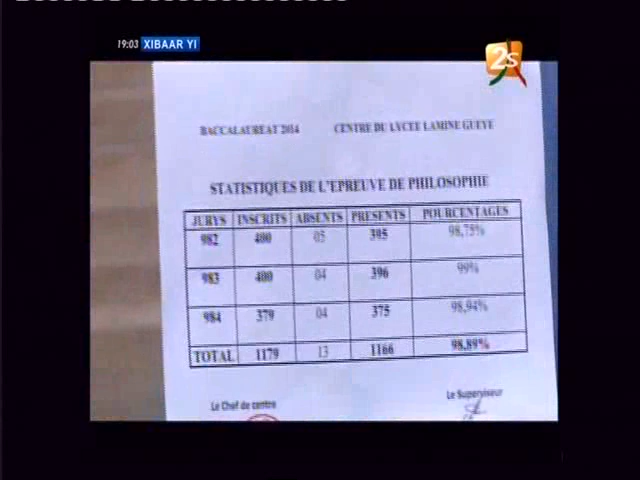 19:03 XIBAAR YI
2s
BACCALAUREAT 2014 CENTRE DU LYCEE LAMINE GUEYE
STATISTIQUES DE L'EPREUVE DE PHILOSOPHIE
JURYS INSCRITS ABSENTS PRESENTS POURCENTAGES
982 400 05 395 98,75%
983 400 04 396 99%
984 379 04 375 98,94%
TOTAL 1179 13 1166 98,89%
Le Chef de centre Le Superviseur